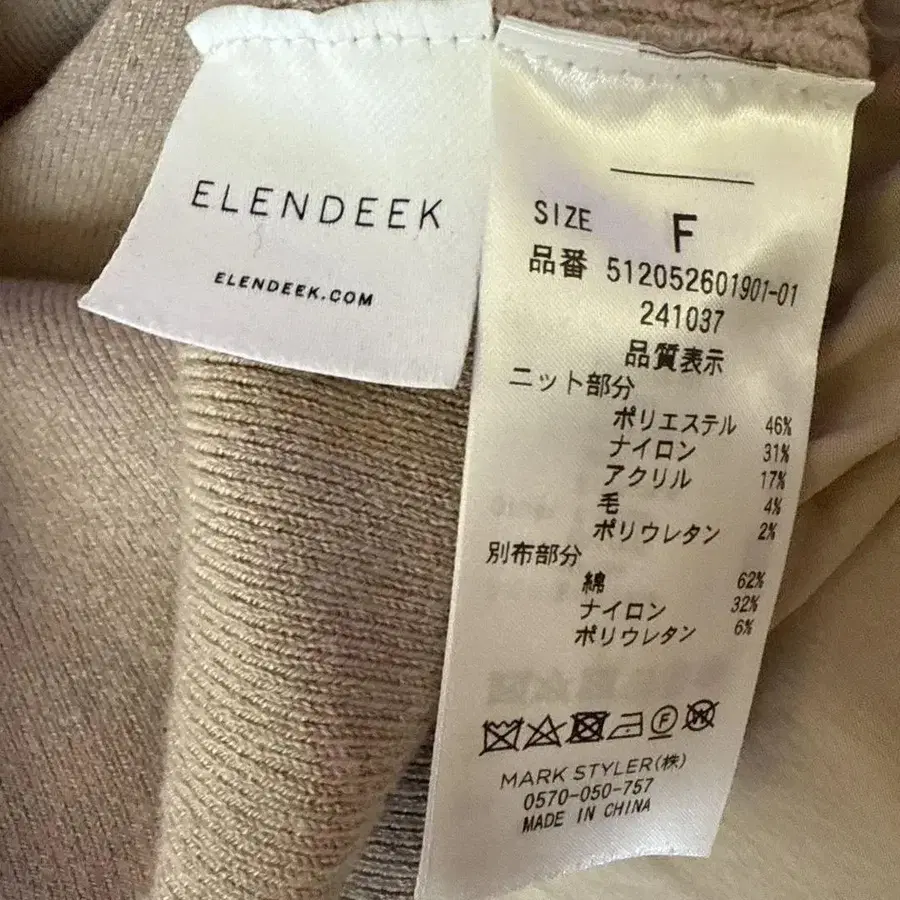 ELENDEEK
ELENDEEK.COM
SIZE F
品番 512052601901-01
241037
品質表示
ニット部分
ポリエステル 46%
ナイロン 31%
アクリル 17%
毛 4%
ポリウレタン 2%
別布部分
綿 62%
ナイロン 32%
ポリウレタン 6%
F
W
MARK STYLER(株)
0570-050-757
MADE IN CHINA